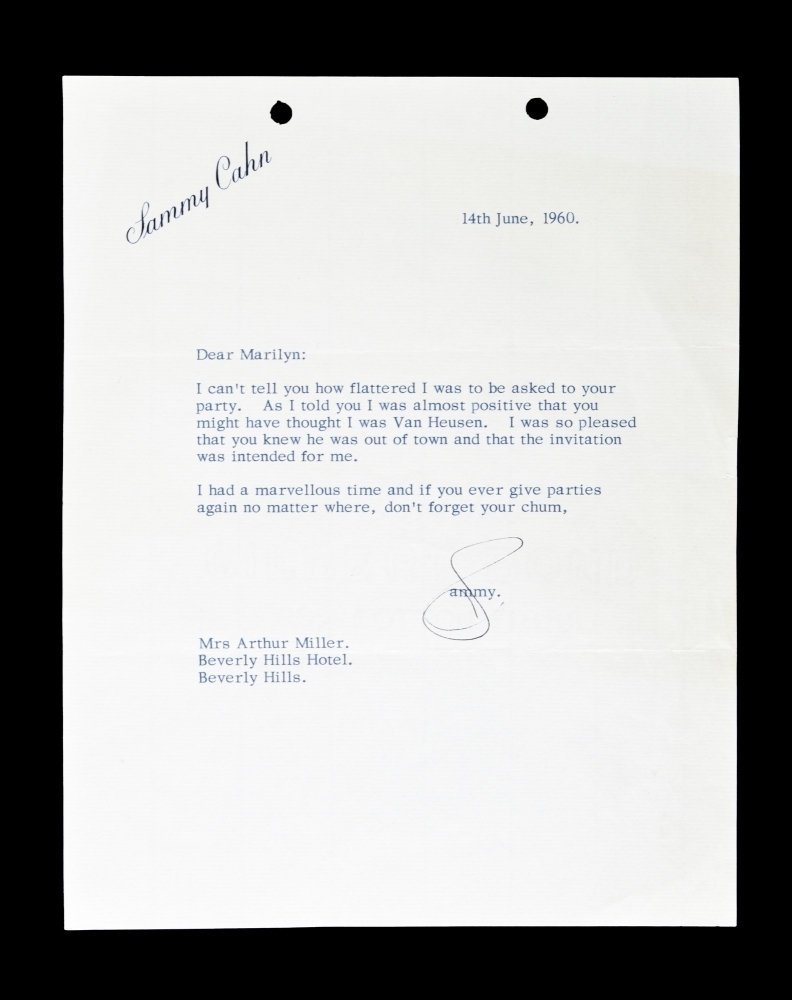 Sammy Cahn
14th June, 1960.
Dear Marilyn:
I can't tell you how flattered I was to be asked to your
party. As I told you I was almost positive that you
might have thought I was Van Heusen. I was so pleased
that you knew he was out of town and that the invitation
was intended for me.
I had a marvellous time and if you ever give parties
again no matter where, don't forget your chum,
Sammy.
Mrs Arthur Miller.
Beverly Hills Hotel.
Beverly Hills.